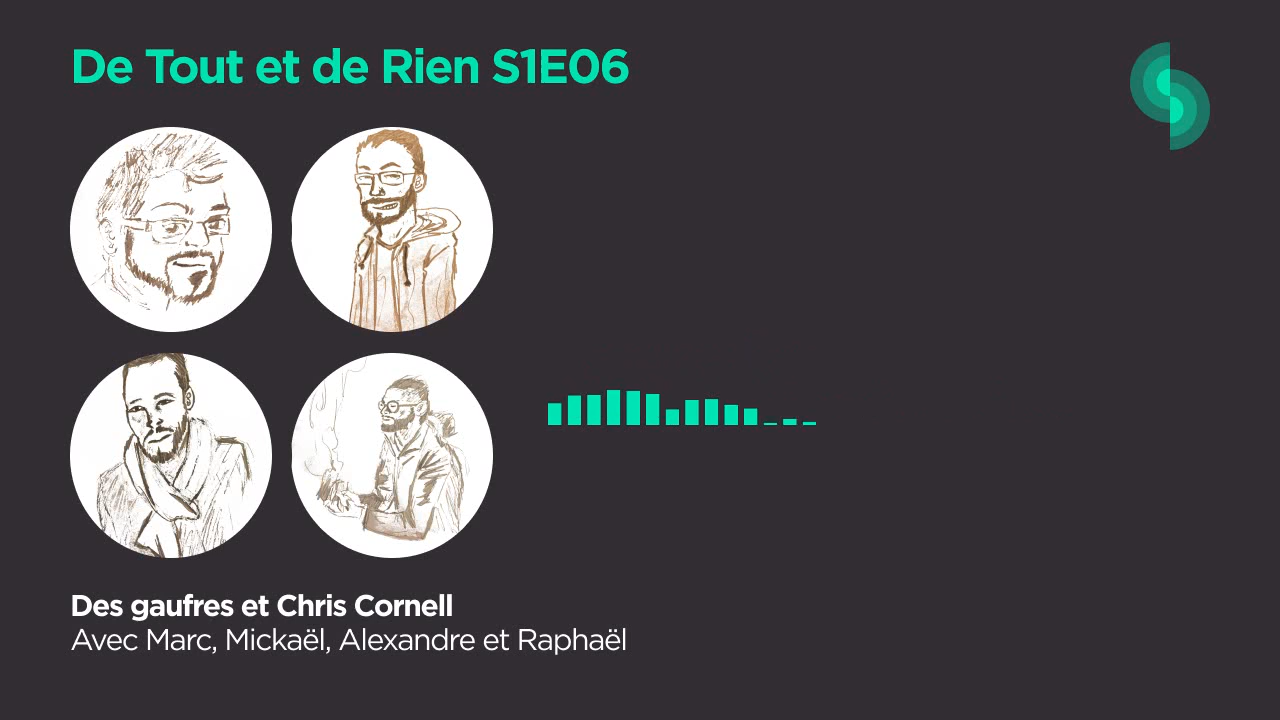 De Tout et de Rien S1E06
Des gaufres et Chris Cornell
Avec Marc, Mickaël, Alexandre et Raphaël